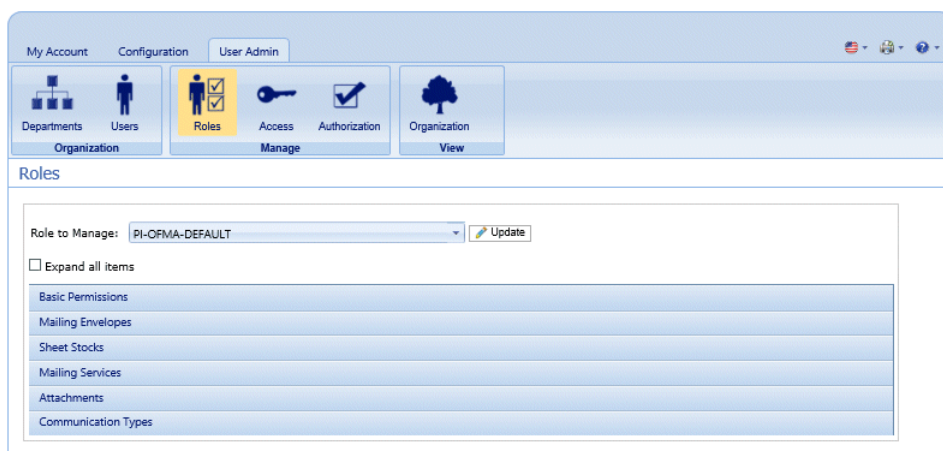 My Account Configuration User Admin
Departments Users Roles Access Authorization Organization
Organization Manage View
Roles
Role to Manage: PI-OFMA-DEFAULT Update
Expand all items
Basic Permissions
Mailing Envelopes
Sheet Stocks
Mailing Services
Attachments
Communication Types